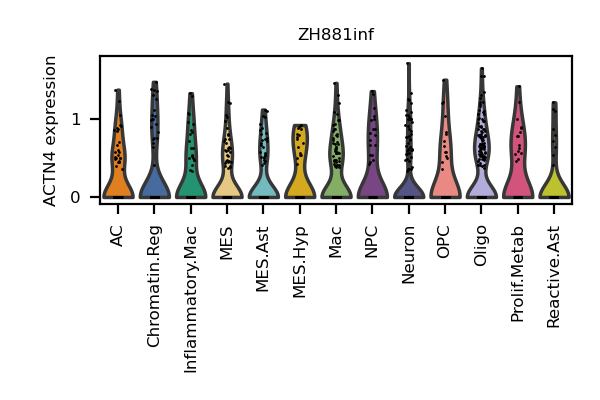 ZH881inf
ACTN4 expression
1
0
AC
Chromatin.Reg
Inflammatory.Mac
MES
MES.Ast
MES.Hyp
Mac
NPC
Neuron
OPC
Oligo
Prolif.Metab
Reactive.Ast